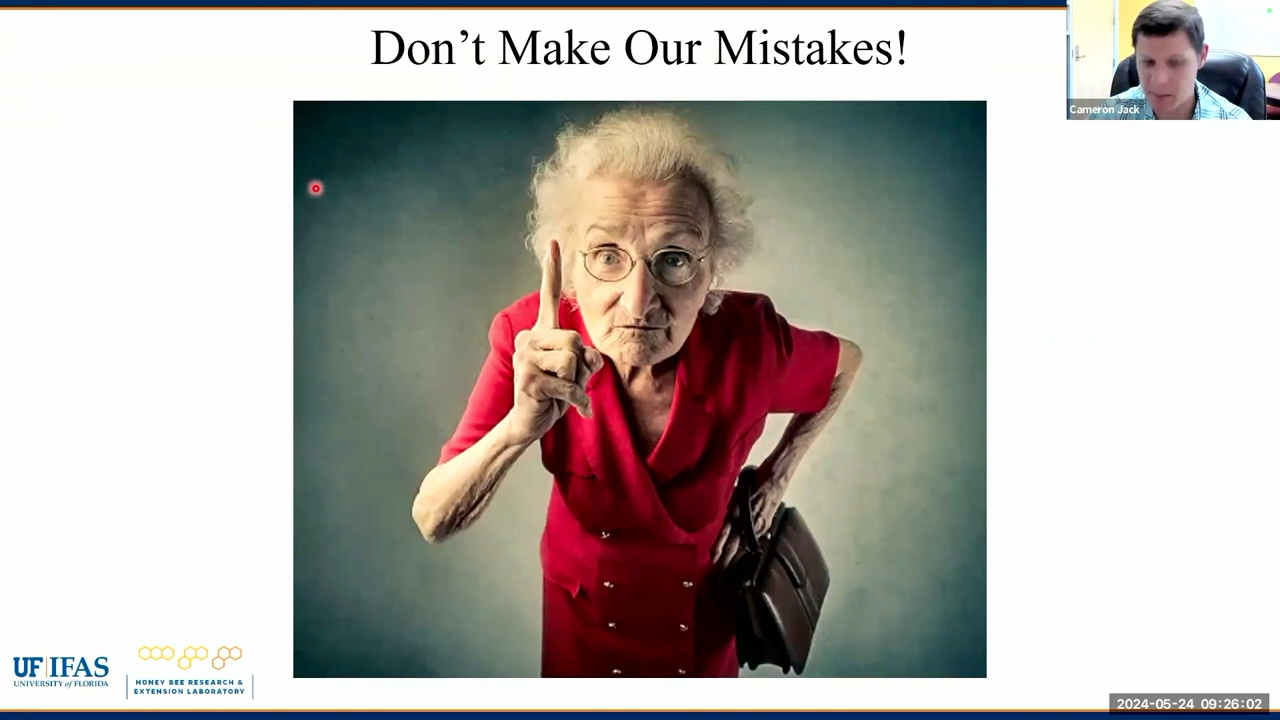 Don't Make Our Mistakes!
Cameron Jack
UF|IFAS
UNIVERSITY of FLORIDA
HONEY BEE RESEARCH &
EXTENSION LABORATORY
2024-05-24 09:26:02